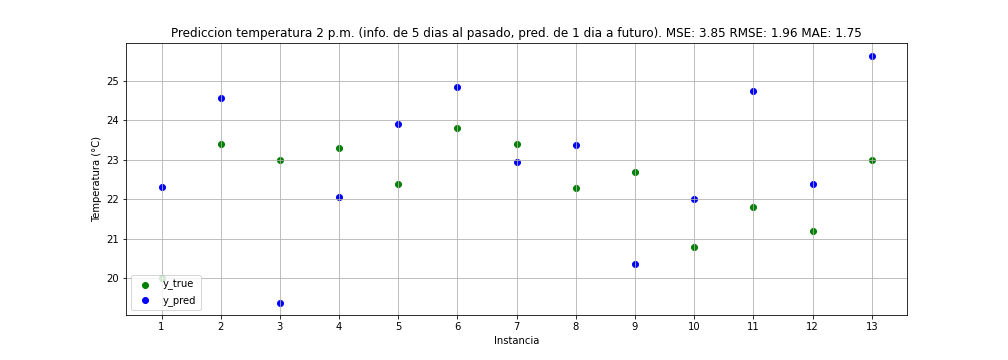 Prediccion temperatura 2 p.m. (info. de 5 dias al pasado, pred. de 1 dia a futuro). MSE: 3.85 RMSE: 1.96 MAE: 1.75
Temperatura (°C)
25
24
23
22
21
20
y_true
y_pred
1 2 3 4 5 6 7 8 9 10 11 12 13
Instancia